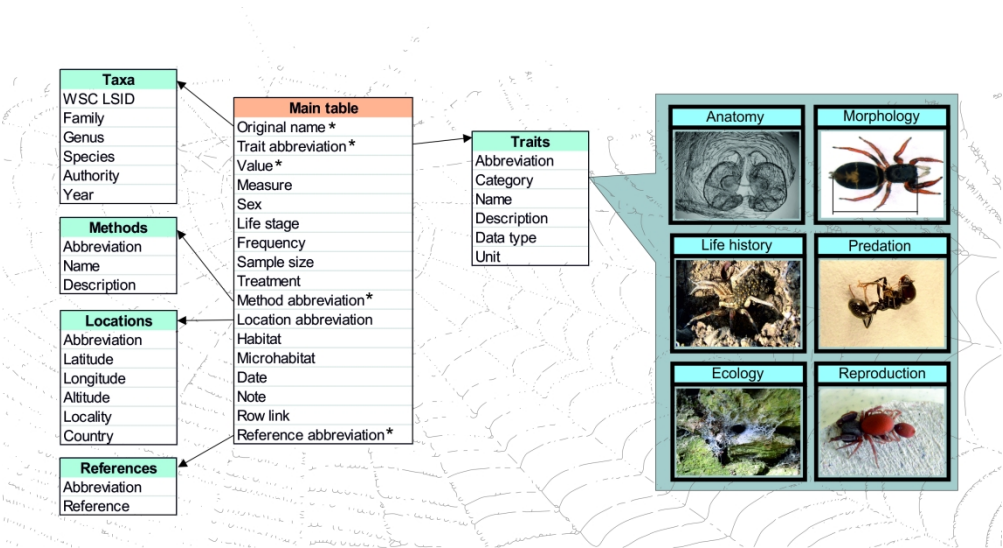 Taxa
WSC LSID
Family
Genus
Species
Authority
Year
Methods
Abbreviation
Name
Description
Locations
Abbreviation
Latitude
Longitude
Altitude
Locality
Country
References
Abbreviation
Reference
Main table
Original name *
Trait abbreviation *
Value *
Measure
Sex
Life stage
Frequency
Sample size
Treatment
Method abbreviation *
Location abbreviation
Habitat
Microhabitat
Date
Note
Row link
Reference abbreviation *
Traits
Abbreviation
Category
Name
Description
Data type
Unit
Anatomy
Morphology
Life history
Predation
Ecology
Reproduction